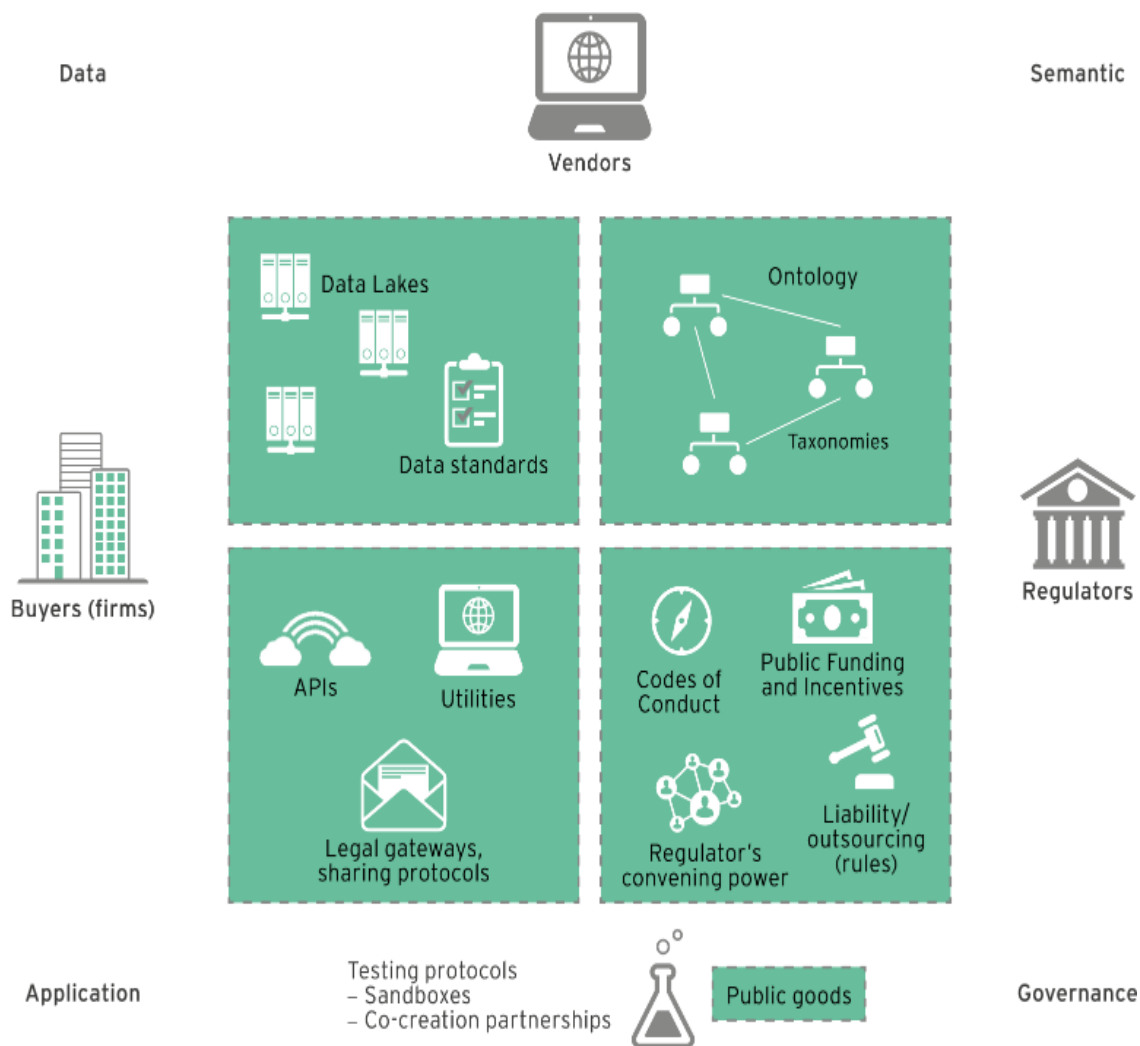 Data
Semantic
Vendors
Data Lakes
Data standards
Ontology
Taxonomies
Buyers (firms)
Regulators
APIs
Utilities
Legal gateways,
sharing protocols
Codes of
Conduct
Public Funding
and Incentives
Regulator's
convening power
Liability/
outsourcing
(rules)
Application
Testing protocols
– Sandboxes
– Co-creation partnerships
Public goods
Governance